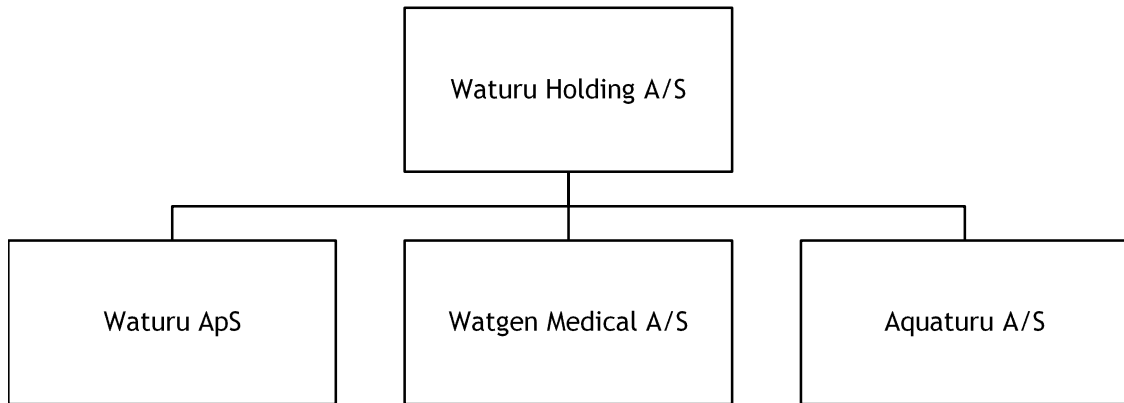 Waturu Holding A/S
Waturu ApS
Watgen Medical A/S
Aquaturu A/S